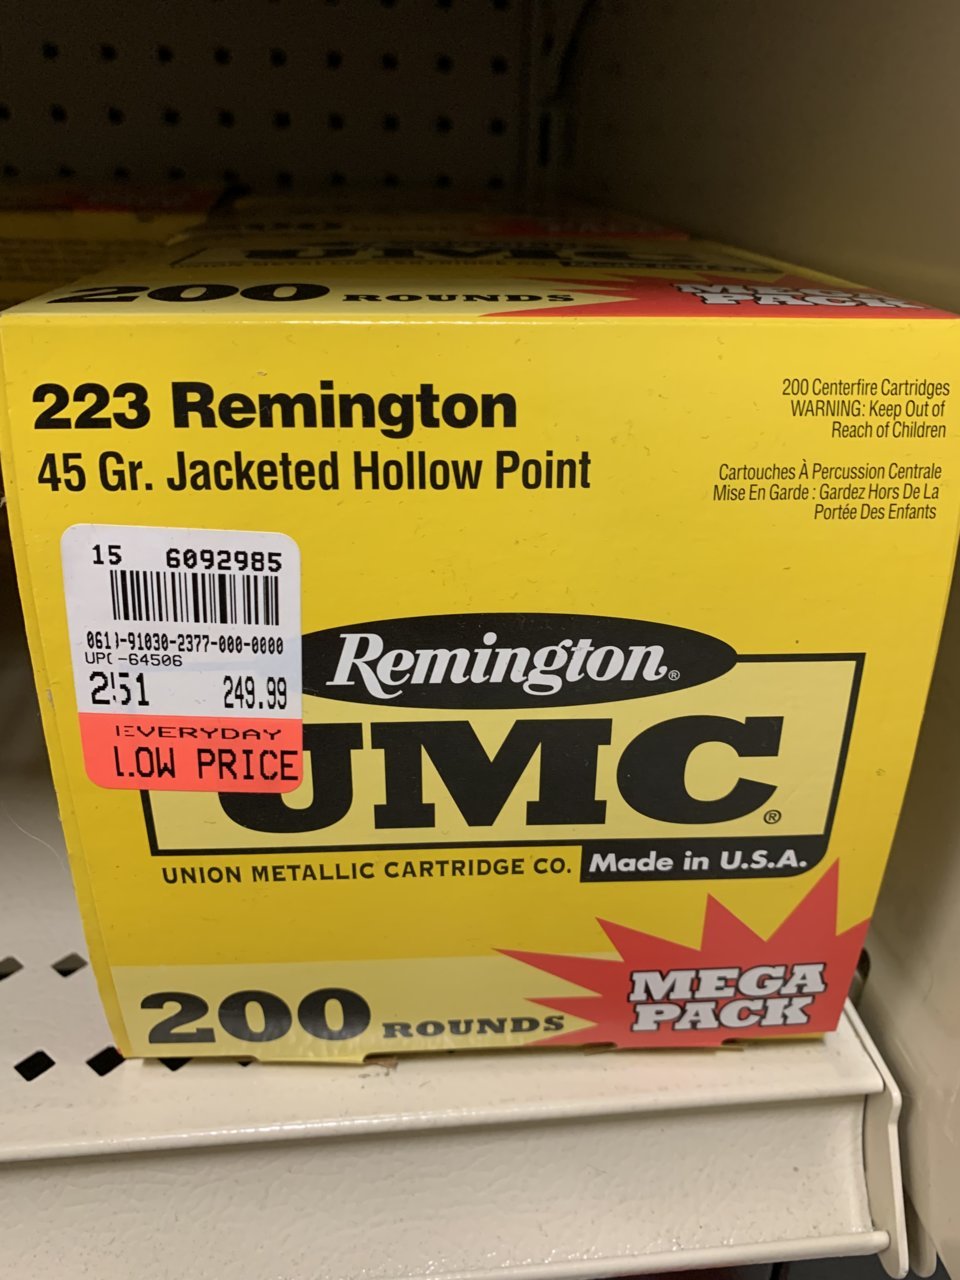 UMC
200 ROUNDS
MEGA
PACK
223 Remington
45 Gr. Jacketed Hollow Point
200 Centerfire Cartridges
WARNING: Keep Out of
Reach of Children
Cartouches À Percussion Centrale
Mise En Garde : Gardez Hors De La
Portée Des Enfants
15 6092985
-91030-2377-000-0000
-64506
249.99
EVERYDAY
LOW PRICE
Remington®
UMC®
UNION METALLIC CARTRIDGE CO. Made in U.S.A.
200 ROUNDS
MEGA
PACK